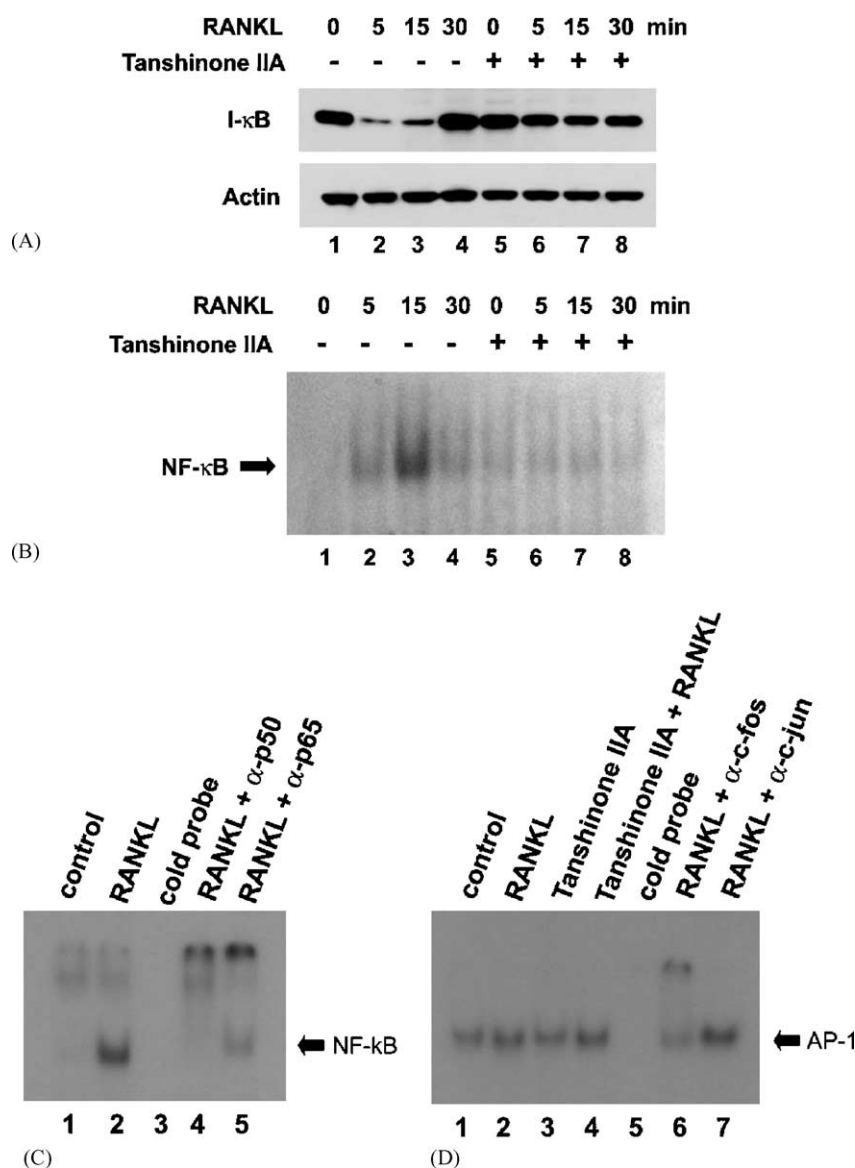 RANKL 0 5 15 30 0 5 15 30 min
Tanshinone IIA - - - - + + + +
I-κB
Actin
(A) 1 2 3 4 5 6 7 8
RANKL 0 5 15 30 0 5 15 30 min
Tanshinone IIA - - - - + + + +
NF-κB
(B) 1 2 3 4 5 6 7 8
control
RANKL
cold probe
RANKL + α-p50
RANKL + α-p65
NF-kB
1 2 3 4 5
(C)
control
RANKL
Tanshinone IIA
Tanshinone IIA + RANKL
cold probe
RANKL + α-c-fos
RANKL + α-c-jun
AP-1
1 2 3 4 5 6 7
(D)